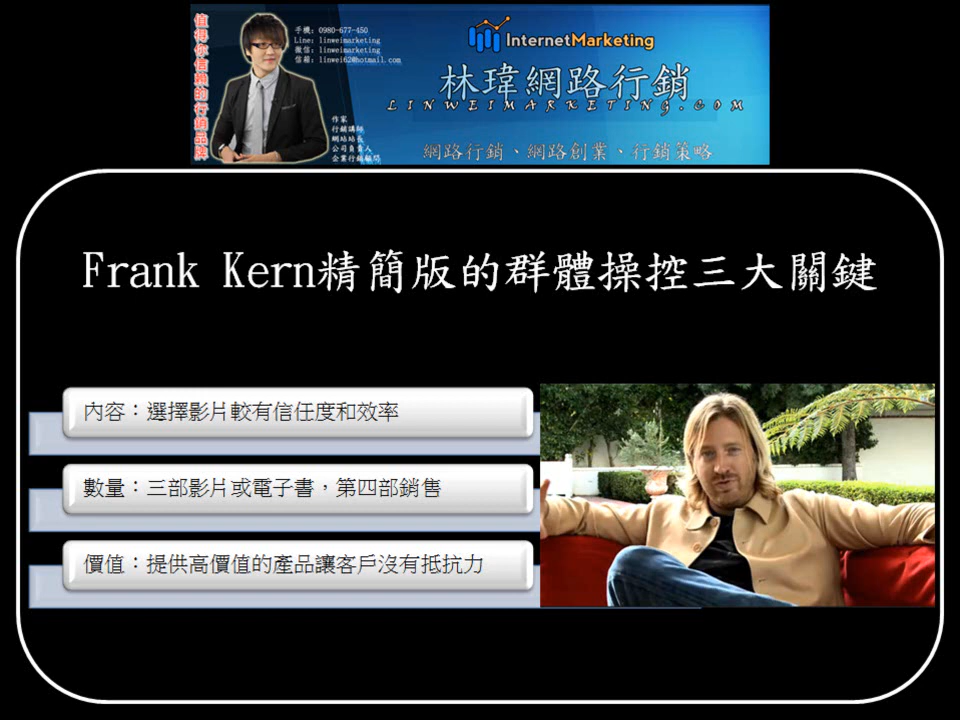 值得你信賴的行銷品牌
手機：0980-677-450
Line：linweimarketing
微信：linweimarketing
信箱：linwei62@hotmail.com
作家
行銷講師
網站站長
公司負責人
企業行銷顧問
InternetMarketing
林瑋網路行銷
LINWEIMARKETING.COM
網路行銷、網路創業、行銷策略
Frank Kern精簡版的群體操控三大關鍵
內容：選擇影片較有信任度和效率
數量：三部影片或電子書，第四部銷售
價值：提供高價值的產品讓客戶沒有抵抗力